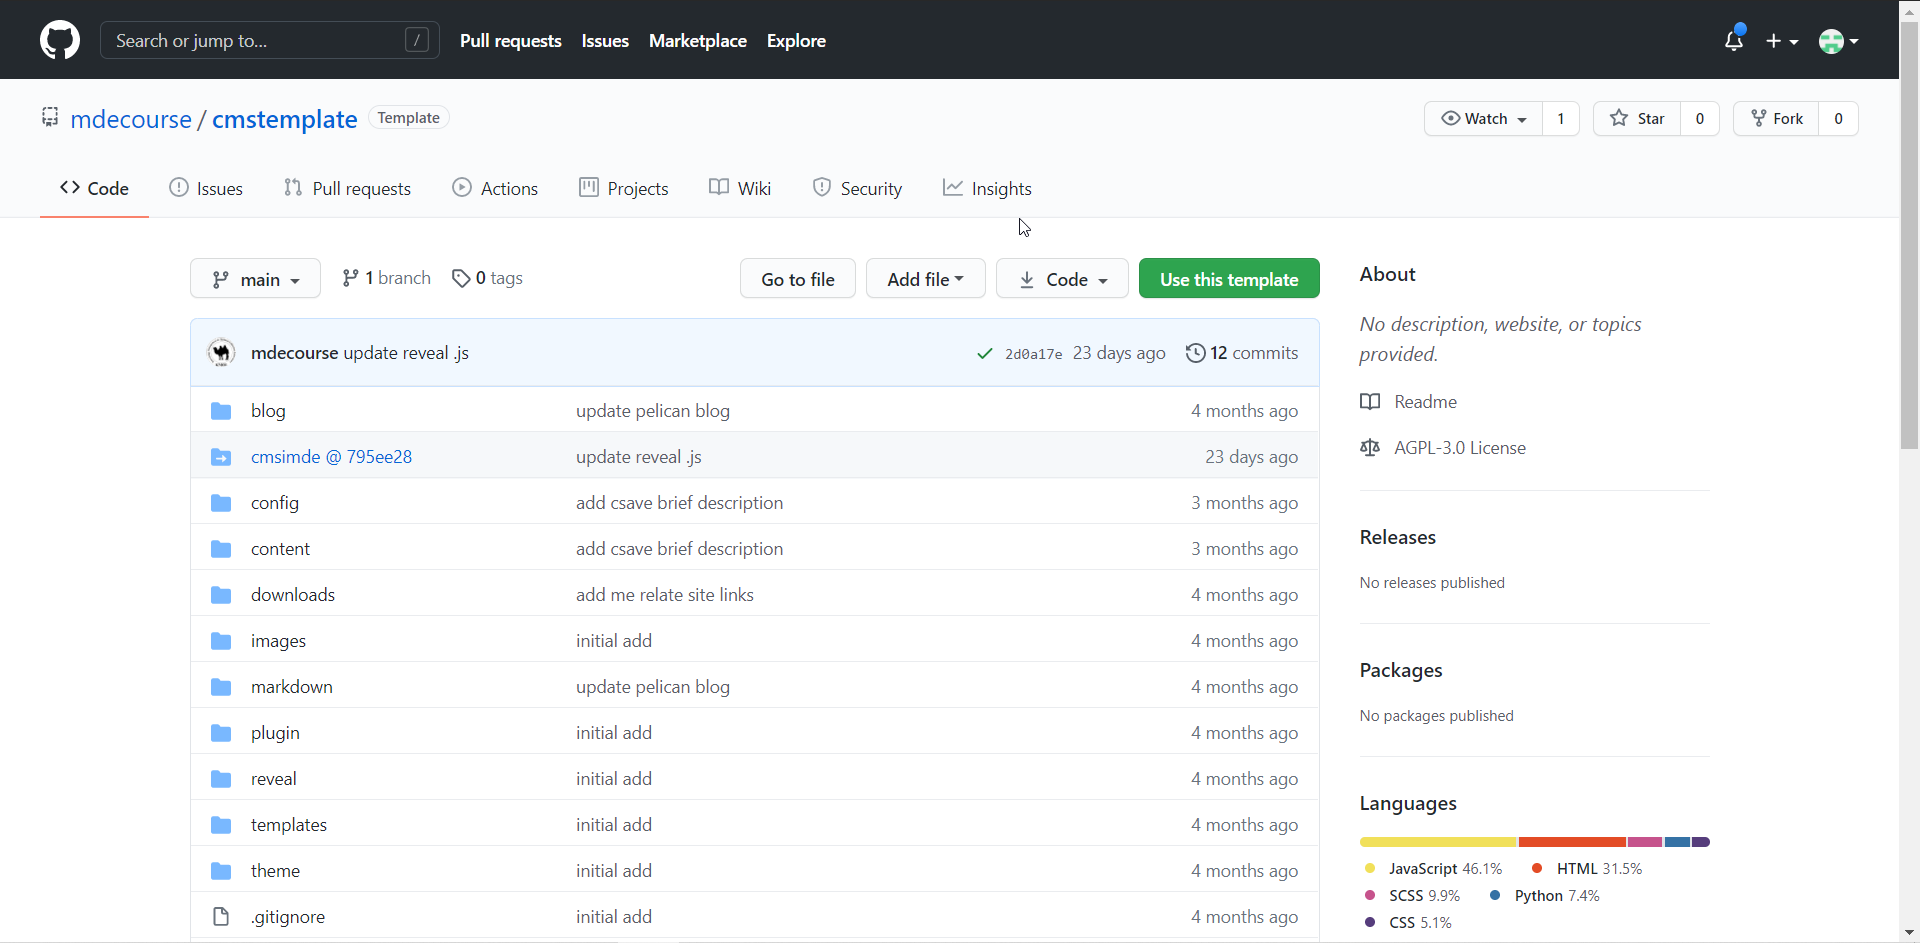 Search or jump to... /
Pull requests Issues Marketplace Explore
mdecourse / cmstemplate Template
Watch 1 Star 0 Fork 0
Code Issues Pull requests Actions Projects Wiki Security Insights
main 1 branch 0 tags Go to file Add file Code Use this template
mdecourse update reveal .js 2d0a17e 23 days ago 12 commits
blog update pelican blog 4 months ago
cmsimde @ 795ee28 update reveal .js 23 days ago
config add csave brief description 3 months ago
content add csave brief description 3 months ago
downloads add me relate site links 4 months ago
images initial add 4 months ago
markdown update pelican blog 4 months ago
plugin initial add 4 months ago
reveal initial add 4 months ago
templates initial add 4 months ago
theme initial add 4 months ago
.gitignore initial add 4 months ago
About
No description, website, or topics
provided.
Readme
AGPL-3.0 License
Releases
No releases published
Packages
No packages published
Languages
JavaScript 46.1% HTML 31.5%
SCSS 9.9% Python 7.4%
CSS 5.1%